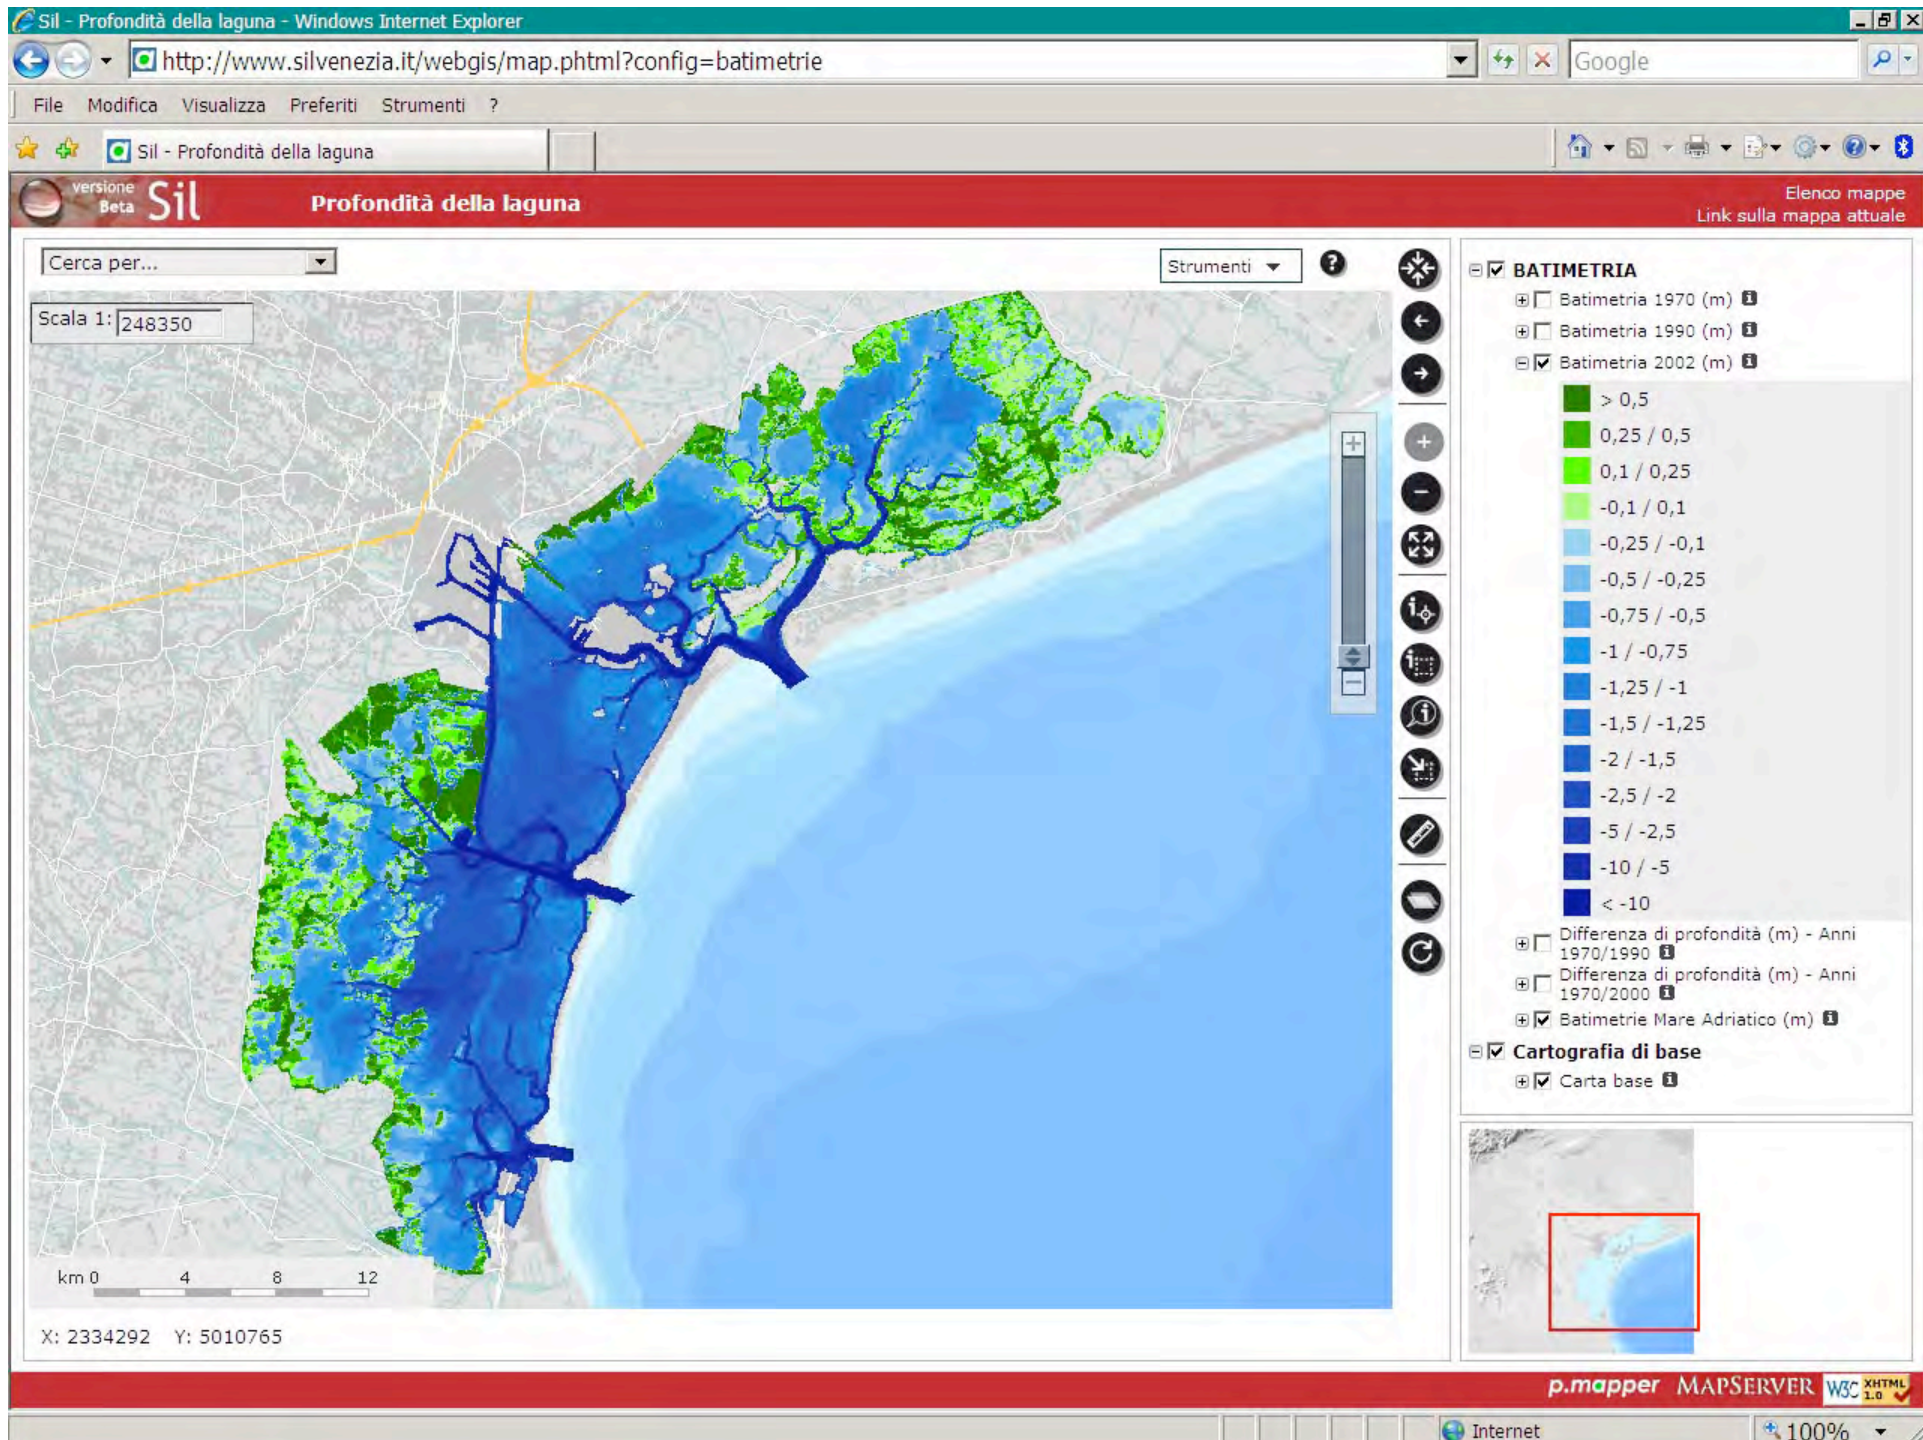 Sil - Profondità della laguna - Windows Internet Explorer
http://www.silvenezia.it/webgis/map.phtml?config=batimetrie
Google
File Modifica Visualizza Preferiti Strumenti ?
Sil - Profondità della laguna
versione Beta Sil
Profondità della laguna
Elenco mappe
Link sulla mappa attuale
Cerca per...
Strumenti
Scala 1: 248350
km 0 4 8 12
X: 2334292 Y: 5010765
BATIMETRIA
Batimetria 1970 (m)
Batimetria 1990 (m)
Batimetria 2002 (m)
> 0,5
0,25 / 0,5
0,1 / 0,25
-0,1 / 0,1
-0,25 / -0,1
-0,5 / -0,25
-0,75 / -0,5
-1 / -0,75
-1,25 / -1
-1,5 / -1,25
-2 / -1,5
-2,5 / -2
-5 / -2,5
-10 / -5
< -10
Differenza di profondità (m) - Anni
1970/1990
Differenza di profondità (m) - Anni
1970/2000
Batimetrie Mare Adriatico (m)
Cartografia di base
Carta base
p.mapper MAPSERVER W3C XHTML 1.0
Internet
100%